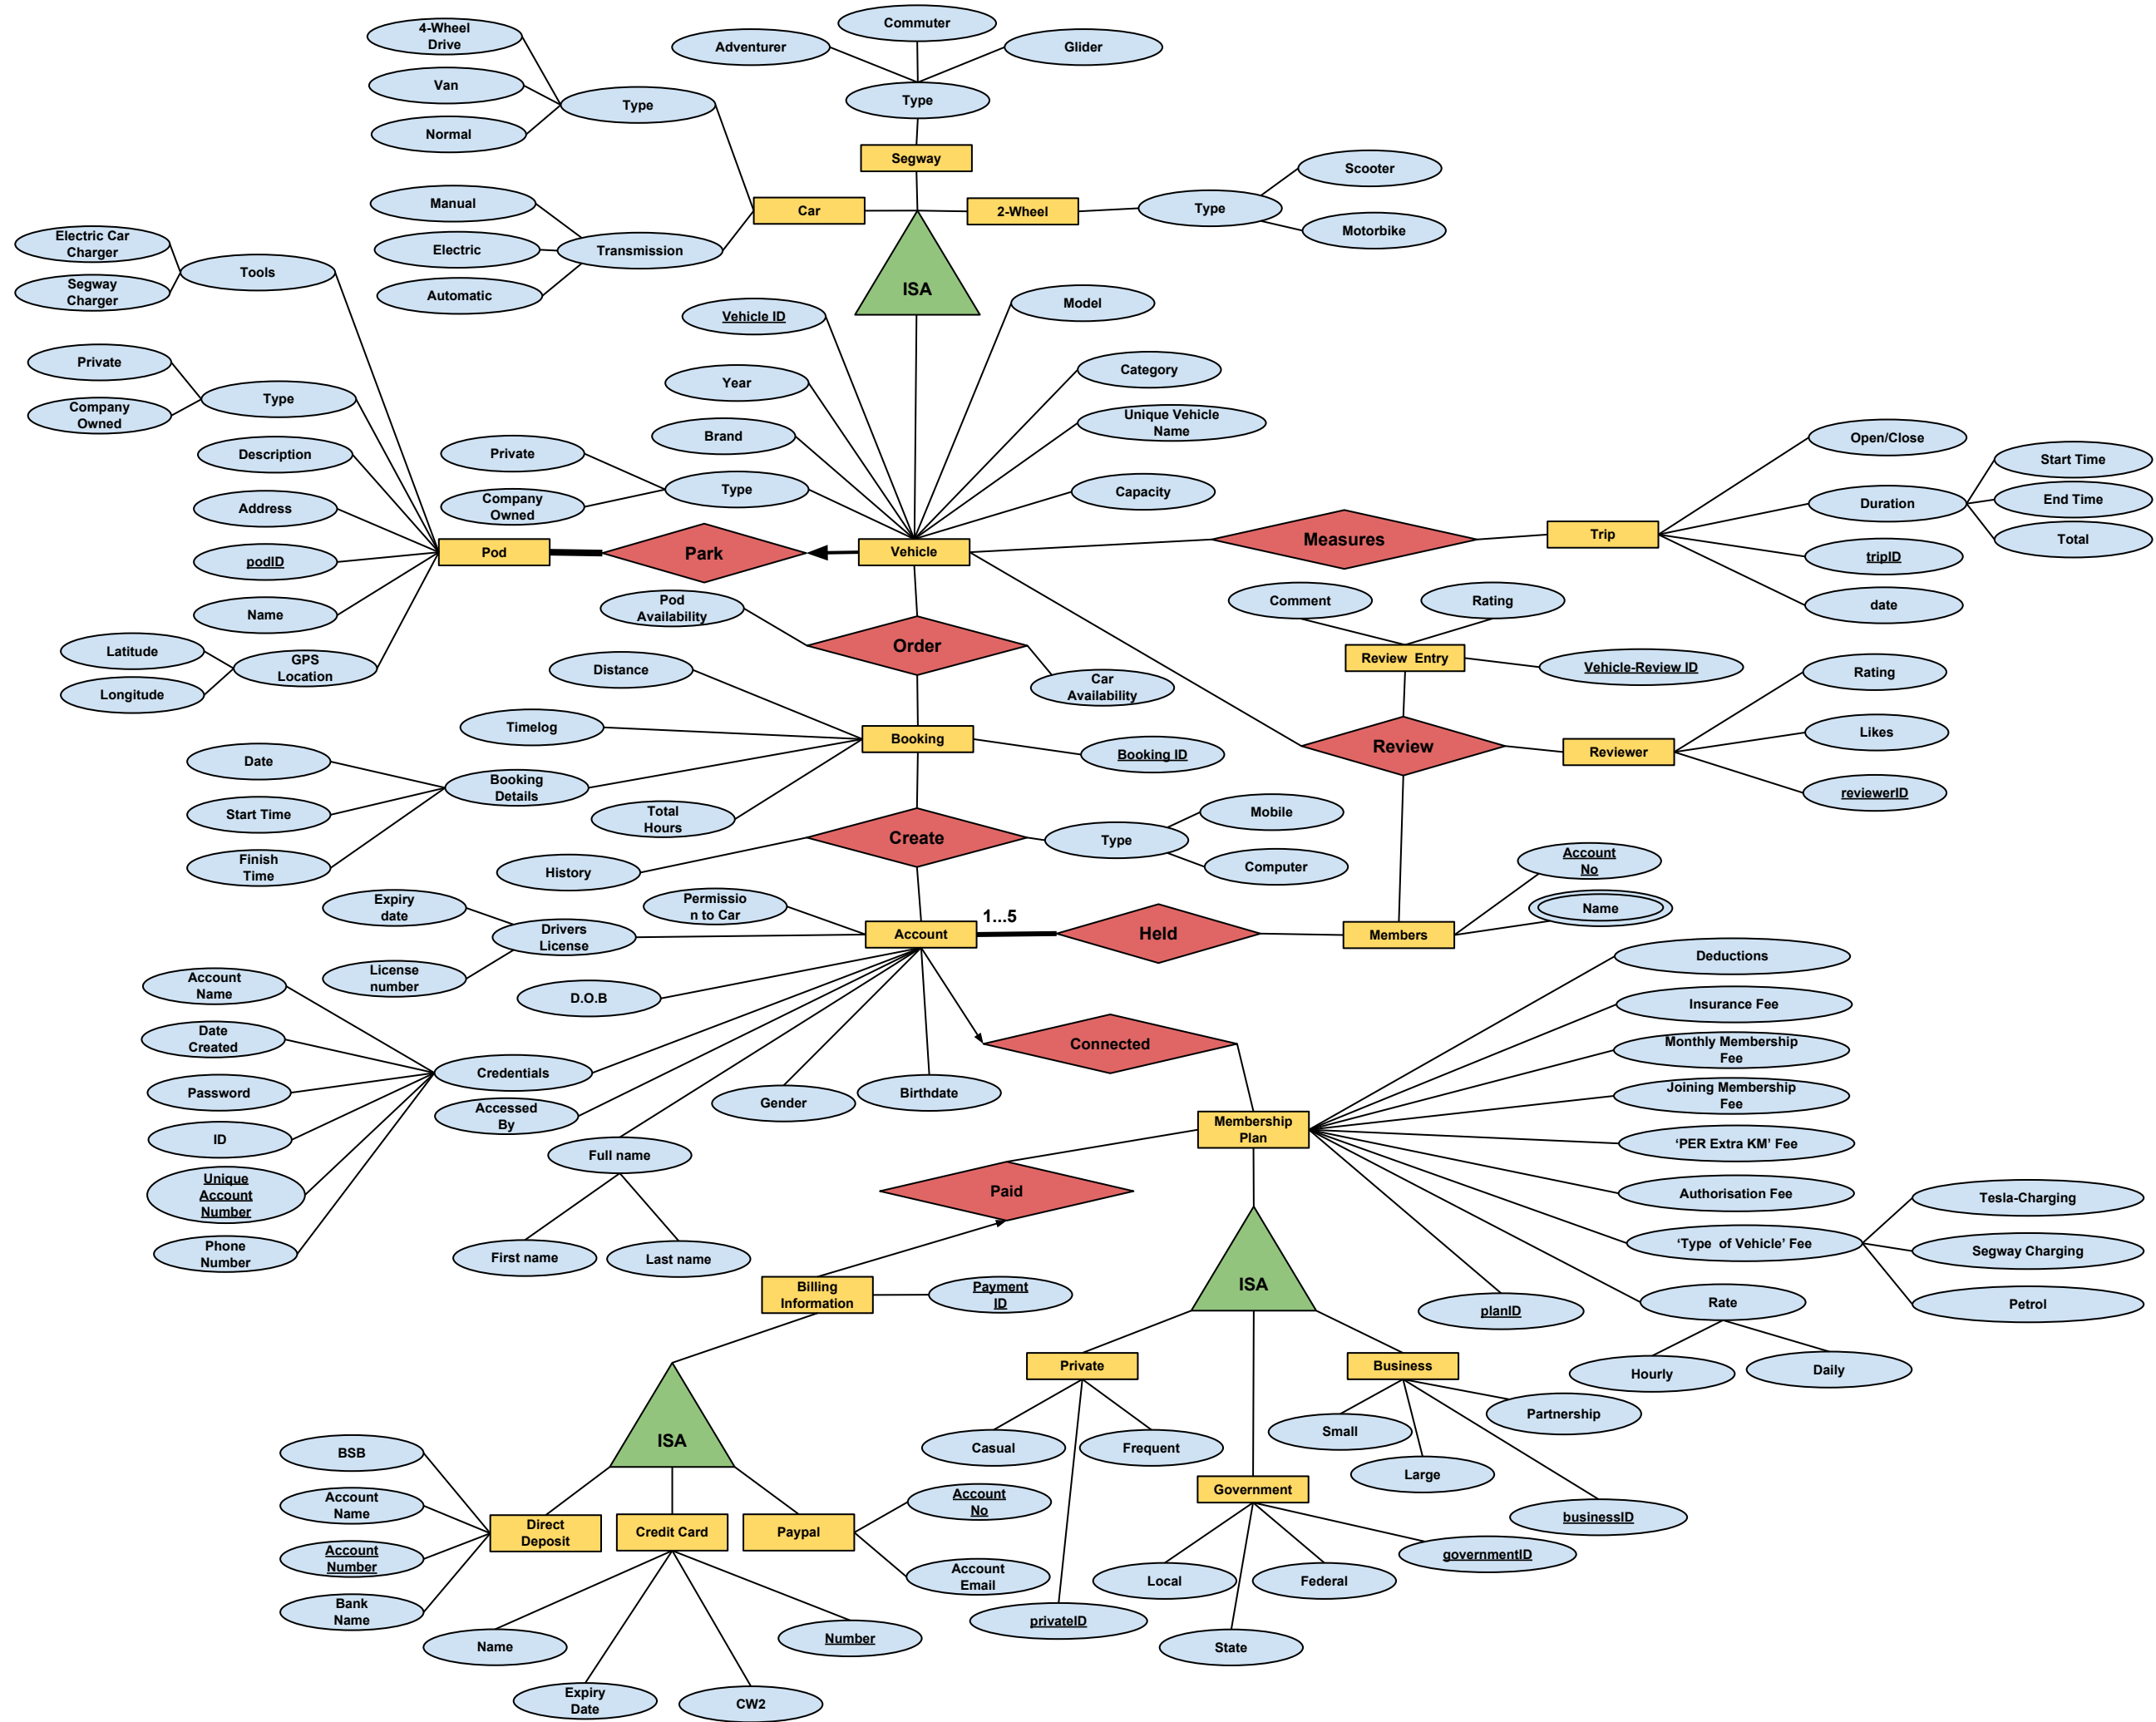 4-Wheel
Drive
Van
Normal
Type
Adventurer
Commuter
Glider
Type
Segway
Car
2-Wheel
Type
Scooter
Motorbike
Manual
Electric
Automatic
Transmission
ISA
Electric Car
Charger
Segway
Charger
Tools
Private
Company
Owned
Type
Description
Address
podID
Name
Latitude
Longitude
GPS
Location
Pod
Park
Vehicle ID
Year
Brand
Private
Company
Owned
Type
Model
Category
Unique Vehicle
Name
Capacity
Vehicle
Measures
Trip
Open/Close
Duration
Start Time
End Time
Total
tripID
date
Pod
Availability
Order
Car
Availability
Comment
Rating
Review Entry
Vehicle-Review ID
Review
Reviewer
Rating
Likes
reviewerID
Distance
Timelog
Date
Start Time
Finish
Time
Booking
Details
Total
Hours
Booking
Booking ID
Create
History
Type
Mobile
Computer
Permissio
n to Car
Account
1...5
Held
Members
Account
No
Name
Expiry
date
License
number
Drivers
License
D.O.B
Account
Name
Date
Created
Password
ID
Unique
Account
Number
Phone
Number
Credentials
Accessed
By
Full name
First name
Last name
Gender
Birthdate
Connected
Membership
Plan
Deductions
Insurance Fee
Monthly Membership
Fee
Joining Membership
Fee
‘PER Extra KM’ Fee
Authorisation Fee
‘Type of Vehicle’ Fee
Tesla-Charging
Segway Charging
Petrol
Rate
Hourly
Daily
planID
Paid
Billing
Information
Payment
ID
ISA
Private
Business
Casual
Frequent
privateID
Small
Large
Partnership
businessID
Government
Local
State
Federal
governmentID
ISA
BSB
Account
Name
Account
Number
Bank
Name
Direct
Deposit
Credit Card
Paypal
Account
No
Account
Email
Name
Expiry
Date
CW2
Number